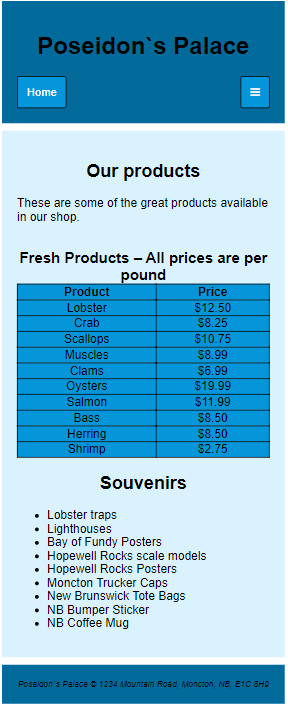 Poseidon`s Palace
Home
Our products
These are some of the great products available
in our shop.
Fresh Products – All prices are per
pound
Product Price
Lobster $12.50
Crab $8.25
Scallops $10.75
Muscles $8.99
Clams $6.99
Oysters $19.99
Salmon $11.99
Bass $8.50
Herring $8.50
Shrimp $2.75
Souvenirs
Lobster traps
Lighthouses
Bay of Fundy Posters
Hopewell Rocks scale models
Hopewell Rocks Posters
Moncton Trucker Caps
New Brunswick Tote Bags
NB Bumper Sticker
NB Coffee Mug
Poseidon`s Palace © 1234 Mountain Road, Moncton, NB, E1C 8H9